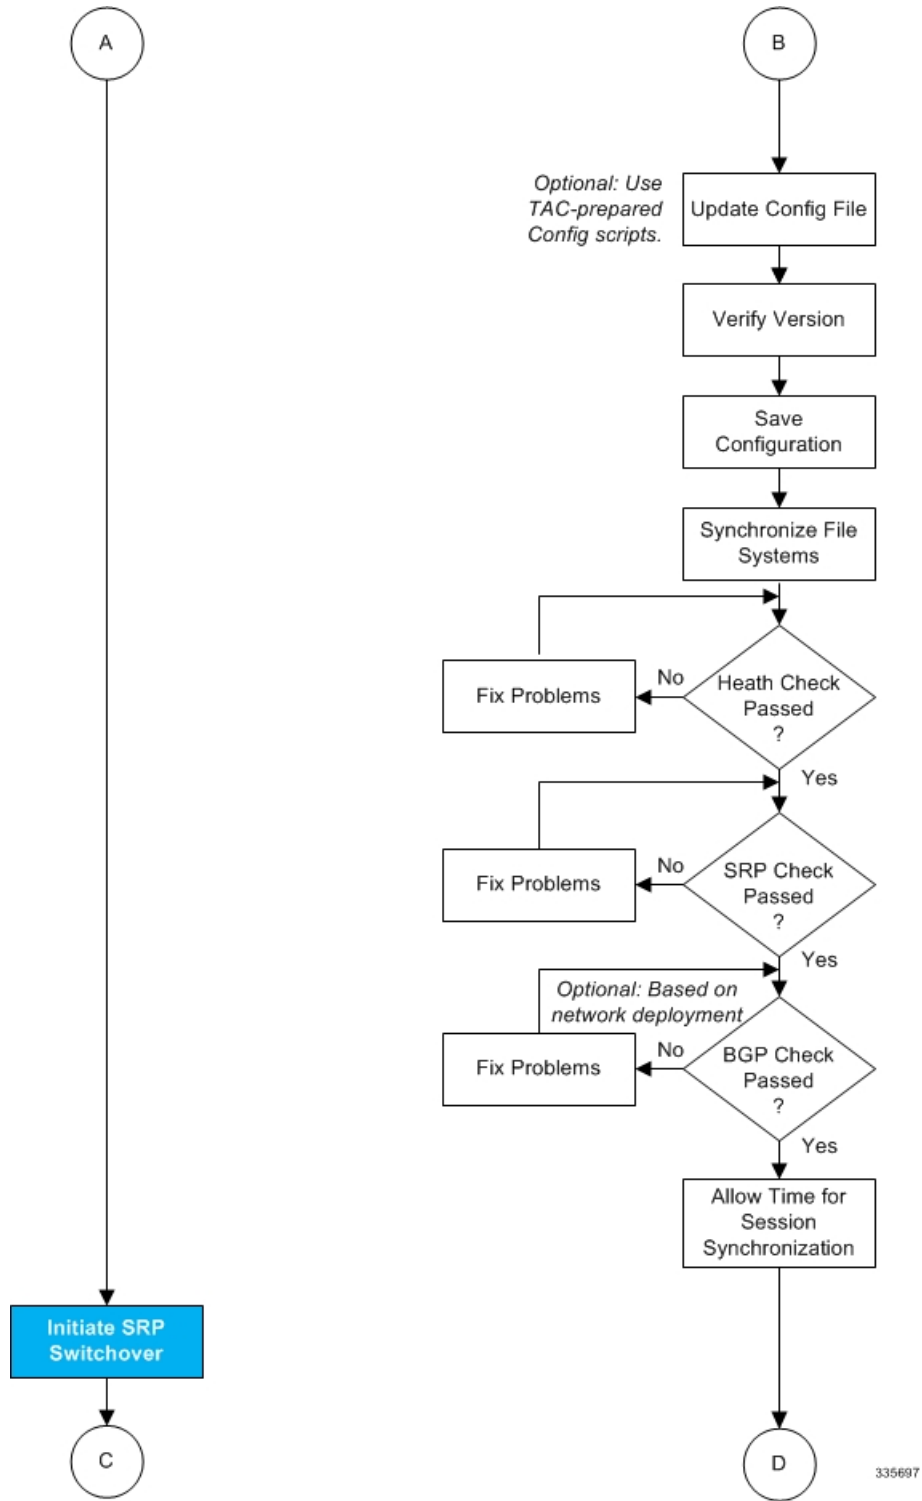 A
B
Optional: Use
TAC-prepared
Config scripts.
Update Config File
Verify Version
Save
Configuration
Synchronize File
Systems
Fix Problems
No
Heath Check
Passed
?
Yes
Fix Problems
No
SRP Check
Passed
?
Yes
Optional: Based on
network deployment
Fix Problems
No
BGP Check
Passed
?
Yes
Allow Time for
Session
Synchronization
Initiate SRP
Switchover
C
D
335697